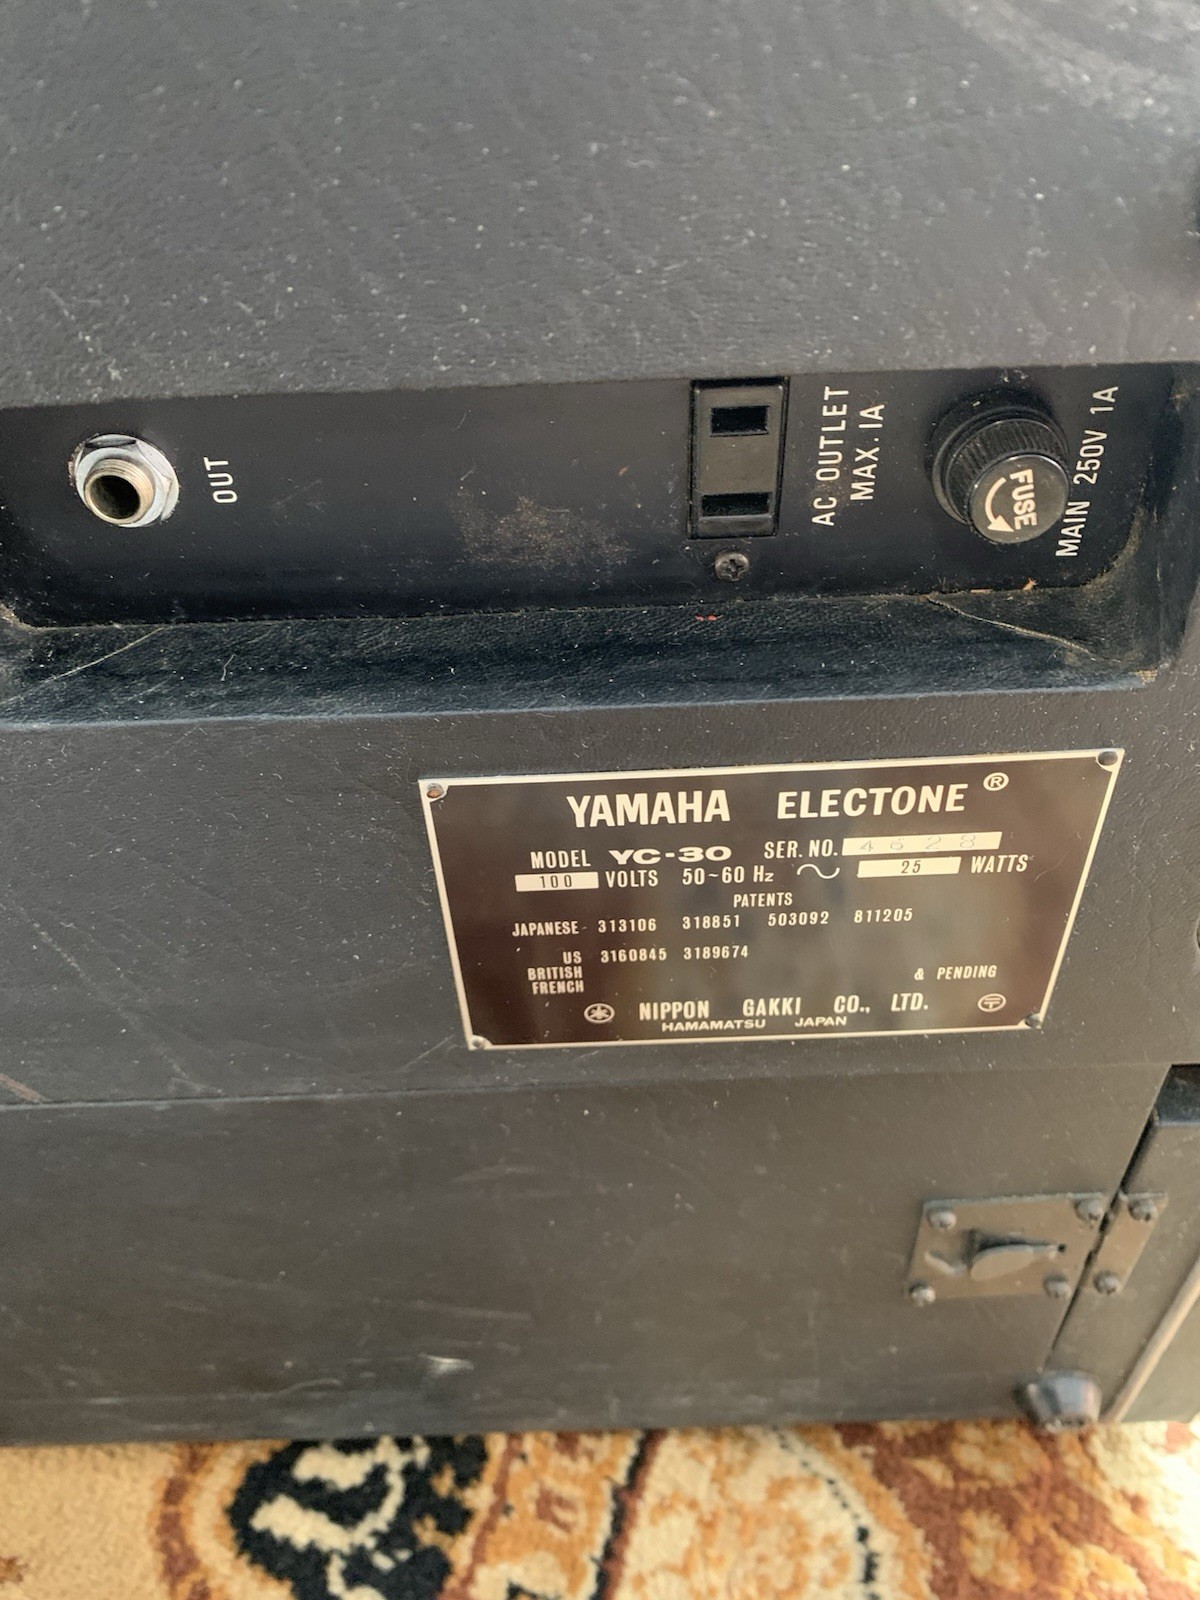 OUT
AC OUTLET
MAX. 1A
FUSE
MAIN 250V 1A
YAMAHA ELECTONE ®
MODEL YC-30 SER. NO. 4628
100 VOLTS 50~60 Hz 25 WATTS
PATENTS
JAPANESE 313106 318851 503092 811205
US 3160845 3189674
BRITISH & PENDING
FRENCH
NIPPON GAKKI CO., LTD.
HAMAMATSU JAPAN